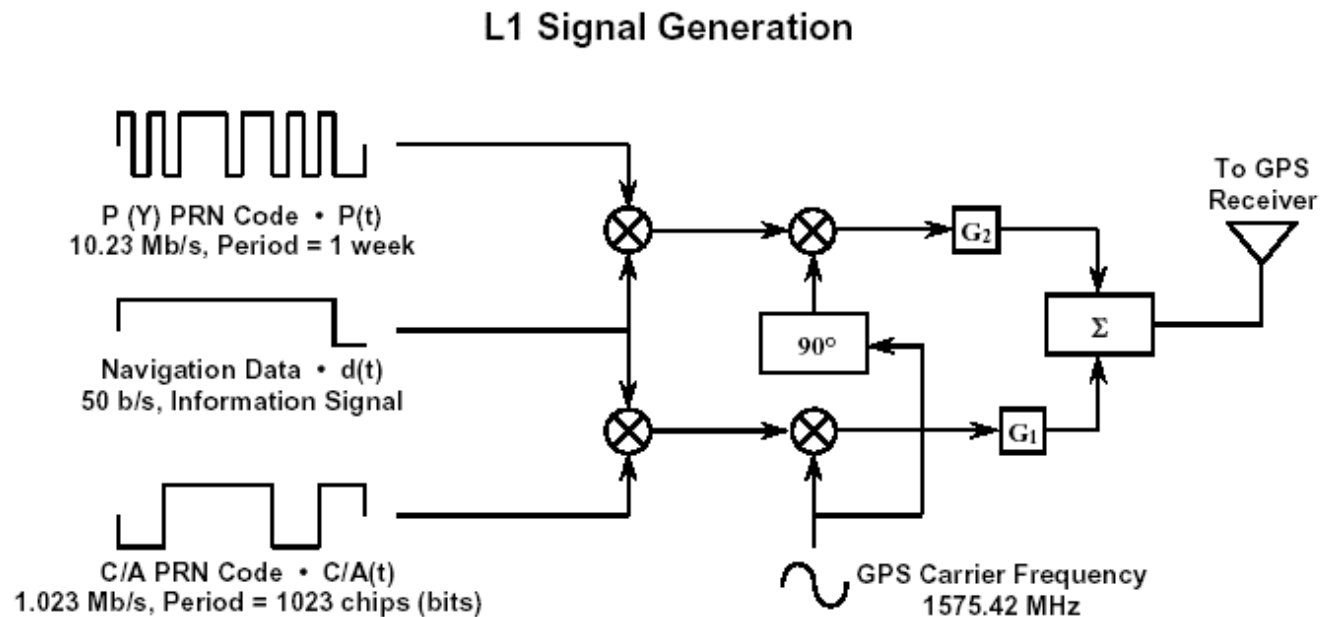 L1 Signal Generation
P (Y) PRN Code • P(t)
10.23 Mb/s, Period = 1 week
Navigation Data • d(t)
50 b/s, Information Signal
C/A PRN Code • C/A(t)
1.023 Mb/s, Period = 1023 chips (bits)
90°
G₂
G₁
Σ
To GPS
Receiver
GPS Carrier Frequency
1575.42 MHz